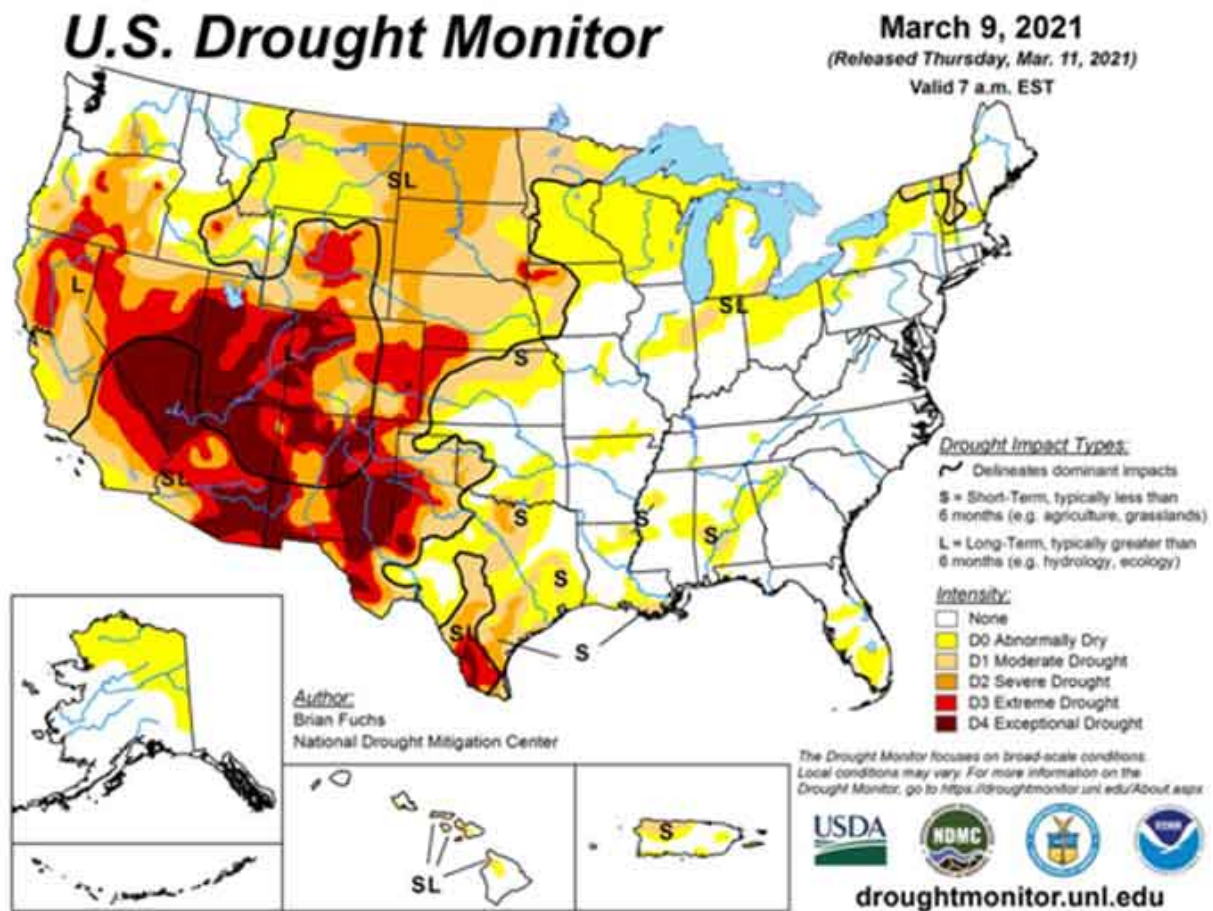 U.S. Drought Monitor
March 9, 2021
(Released Thursday, Mar. 11, 2021)
Valid 7 a.m. EST
SL
L
SL
S
L
SL
S
S
S
S
SL
S
Drought Impact Types:
Delineates dominant impacts
S = Short-Term, typically less than
6 months (e.g. agriculture, grasslands)
L = Long-Term, typically greater than
6 months (e.g. hydrology, ecology)
Intensity:
None
D0 Abnormally Dry
D1 Moderate Drought
D2 Severe Drought
D3 Extreme Drought
D4 Exceptional Drought
Author:
Brian Fuchs
National Drought Mitigation Center
The Drought Monitor focuses on broad-scale conditions.
Local conditions may vary. For more information on the
Drought Monitor, go to https://droughtmonitor.unl.edu/About.aspx
SL
S
USDA
NDMC
droughtmonitor.unl.edu